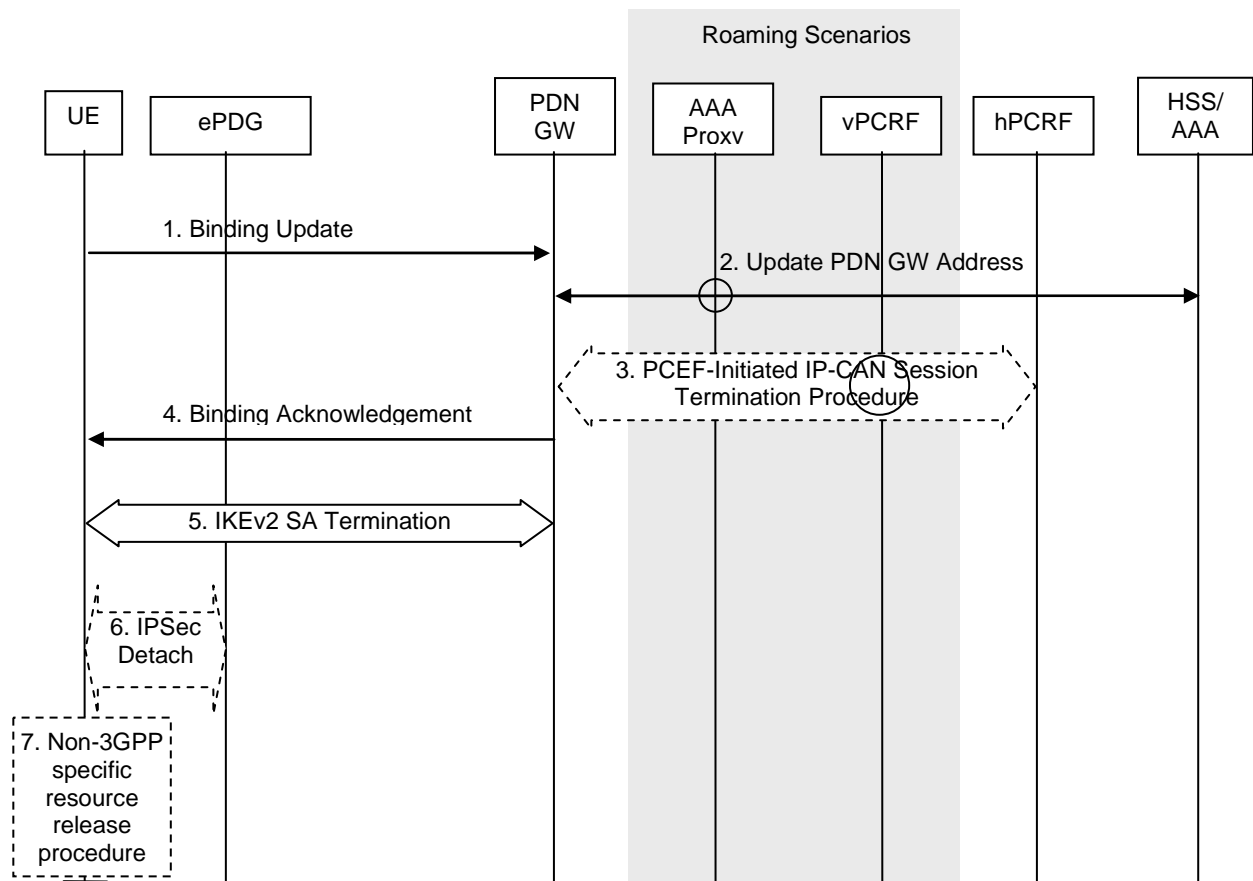 Roaming Scenarios
UE
ePDG
PDN
GW
AAA
Proxy
vPCRF
hPCRF
HSS/
AAA
1. Binding Update
2. Update PDN GW Address
3. PCEF-Initiated IP-CAN Session
Termination Procedure
4. Binding Acknowledgement
5. IKEv2 SA Termination
6. IPSec
Detach
7. Non-3GPP
specific
resource
release
procedure